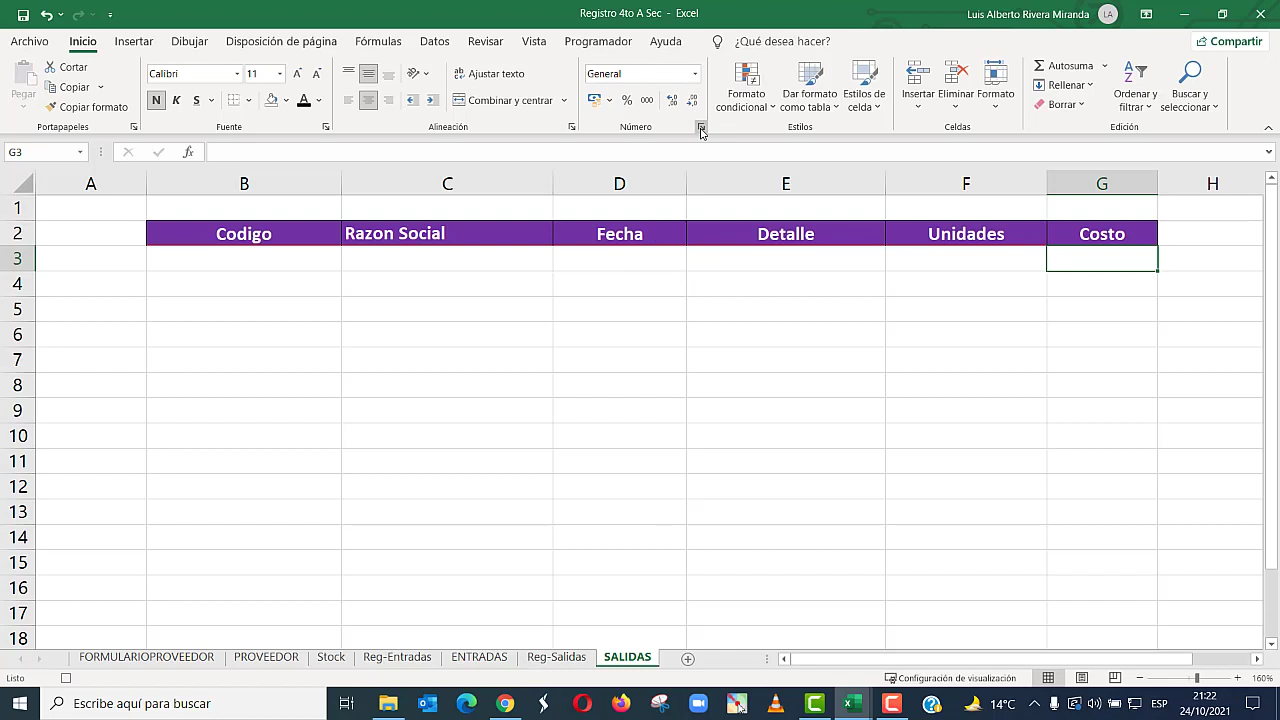 Registro 4to A Sec - Excel
Luis Alberto Rivera Miranda LA
Archivo Inicio Insertar Dibujar Disposición de página Fórmulas Datos Revisar Vista Programador Ayuda ¿Qué desea hacer? Compartir
Pegar
Cortar
Copiar
Copiar formato
Portapapeles
Calibri 11
N K S
Fuente
Ajustar texto
Combinar y centrar
Alineación
General
% 000
Número
Formato condicional
Dar formato como tabla
Estilos de celda
Estilos
Insertar Eliminar Formato
Celdas
Autosuma
Rellenar
Borrar
Ordenar y filtrar
Buscar y seleccionar
Edición
G3 fx
A B C D E F G H
1
2 Codigo Razon Social Fecha Detalle Unidades Costo
3
4
5
6
7
8
9
10
11
12
13
14
15
16
17
18
FORMULARIOPROVEEDOR PROVEEDOR Stock Reg-Entradas ENTRADAS Reg-Salidas SALIDAS
Listo Configuración de visualización 160%
Escribe aquí para buscar 14°C ESP 21:22
24/10/2021